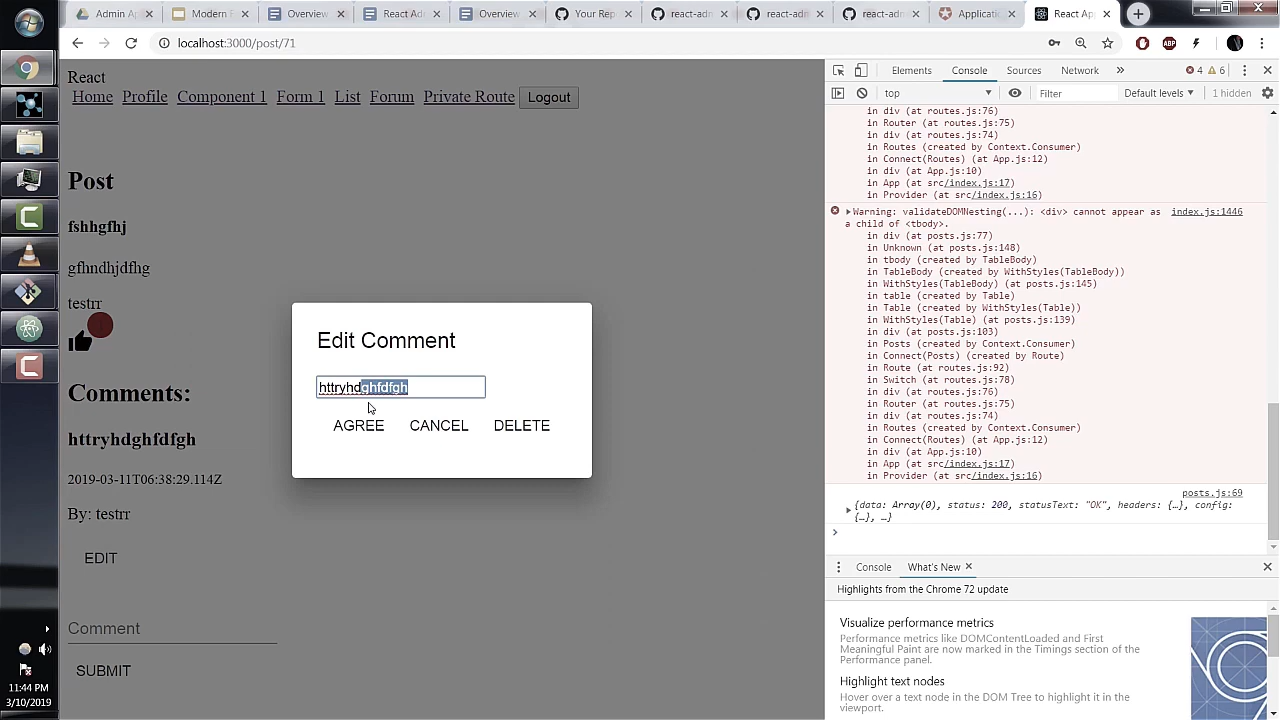 Admin Ap
Modern F
Overview
React Ad
Overview
Your Rep
react-adm
react-adm
react-adm
Applicatio
React Ap
localhost:3000/post/71
React
Home Profile Component 1 Form 1 List Forum Private Route Logout
Post
fshhgfhj
gfhndhjdfhg
testrr
Comments:
httryhdghfdfgh
2019-03-11T06:38:29.114Z
By: testrr
EDIT
Comment
SUBMIT
Edit Comment
httryhdghfdfgh
AGREE CANCEL DELETE
Elements Console Sources Network » 4 6
top Filter Default levels 1 hidden
in div (at routes.js:76)
in Router (at routes.js:75)
in div (at routes.js:74)
in Routes (created by Context.Consumer)
in Connect(Routes) (at App.js:12)
in div (at App.js:10)
in App (at src/index.js:17)
in Provider (at src/index.js:16)
Warning: validateDOMNesting(...): <div> cannot appear as index.js:1446
a child of <tbody>.
in div (at posts.js:77)
in Unknown (at posts.js:148)
in tbody (created by TableBody)
in TableBody (created by WithStyles(TableBody))
in WithStyles(TableBody) (at posts.js:145)
in table (created by Table)
in Table (created by WithStyles(Table))
in WithStyles(Table) (at posts.js:139)
in div (at posts.js:103)
in Posts (created by Context.Consumer)
in Connect(Posts) (created by Route)
in Route (at routes.js:92)
in Switch (at routes.js:78)
in div (at routes.js:76)
in Router (at routes.js:75)
in div (at routes.js:74)
in Routes (created by Context.Consumer)
in Connect(Routes) (at App.js:12)
in div (at App.js:10)
in App (at src/index.js:17)
in Provider (at src/index.js:16)
posts.js:69
{data: Array(0), status: 200, statusText: "OK", headers: {…}, config:
{…}, …}
Console What's New
Highlights from the Chrome 72 update
Visualize performance metrics
Performance metrics like DOMContentLoaded and First
Meaningful Paint are now marked in the Timings section of the
Performance panel.
Highlight text nodes
Hover over a text node in the DOM Tree to highlight it in the
viewport.
11:44 PM
3/10/2019